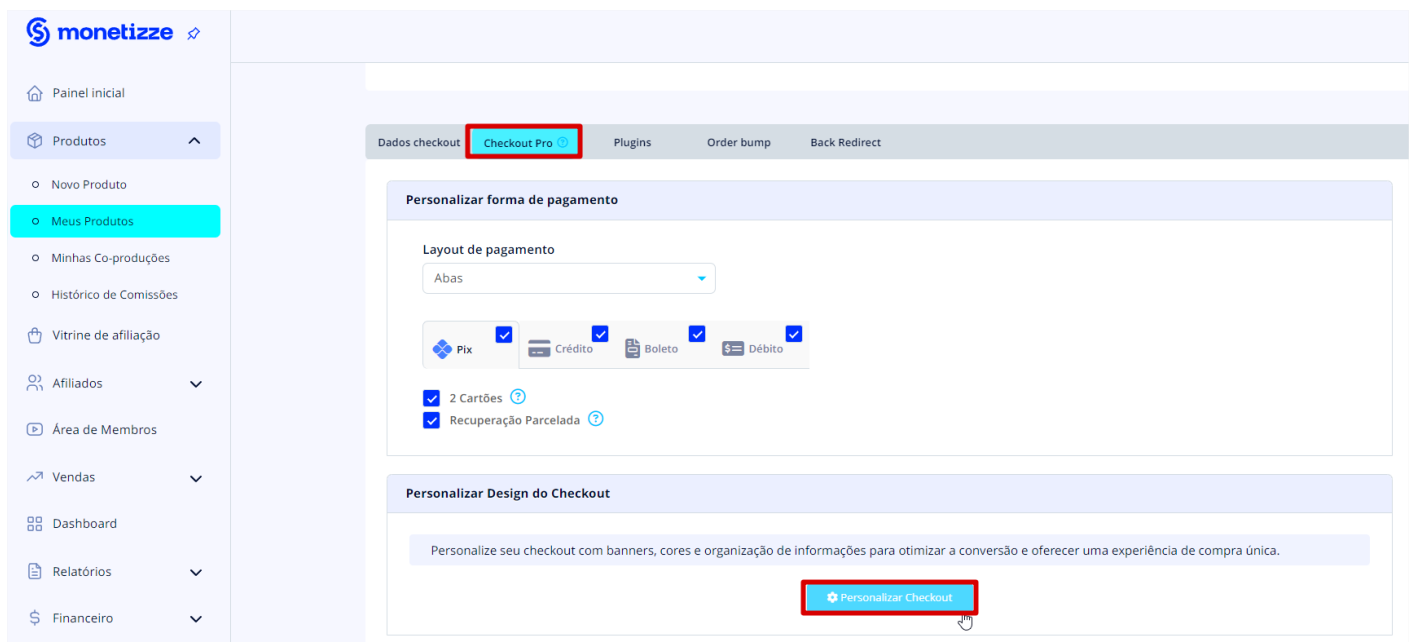 monetizze
Painel inicial
Produtos
Novo Produto
Meus Produtos
Minhas Co-produções
Histórico de Comissões
Vitrine de afiliação
Afiliados
Área de Membros
Vendas
Dashboard
Relatórios
Financeiro
Dados checkout Checkout Pro ? Plugins Order bump Back Redirect
Personalizar forma de pagamento
Layout de pagamento
Abas
Pix Crédito Boleto Débito
2 Cartões ?
Recuperação Parcelada ?
Personalizar Design do Checkout
Personalize seu checkout com banners, cores e organização de informações para otimizar a conversão e oferecer uma experiência de compra única.
Personalizar Checkout